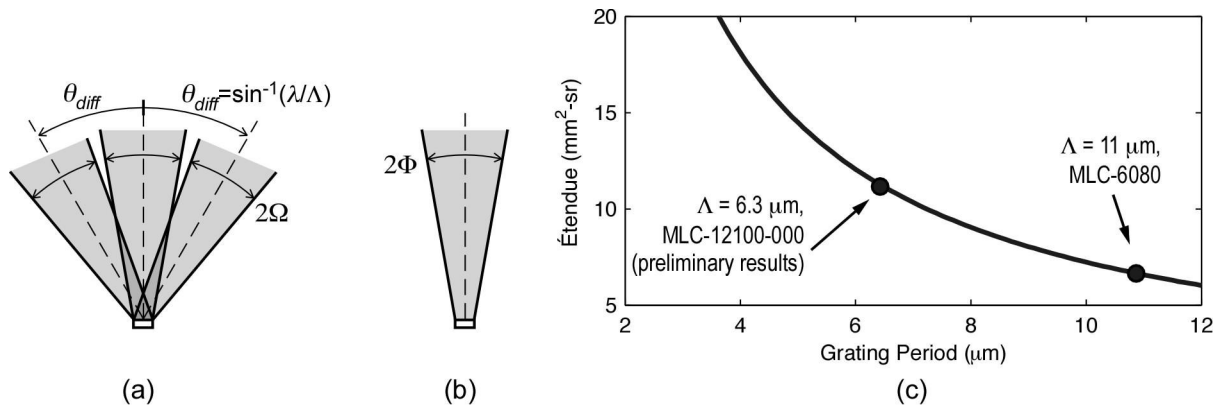 θdiff
θdiff=sin⁻¹(λ/Λ)
2Ω
(a)
2Φ
(b)
20
15
10
5
Étendue (mm²-sr)
Λ = 11 μm,
MLC-6080
Λ = 6.3 μm,
MLC-12100-000
(preliminary results)
2
4
6
8
10
12
Grating Period (μm)
(c)